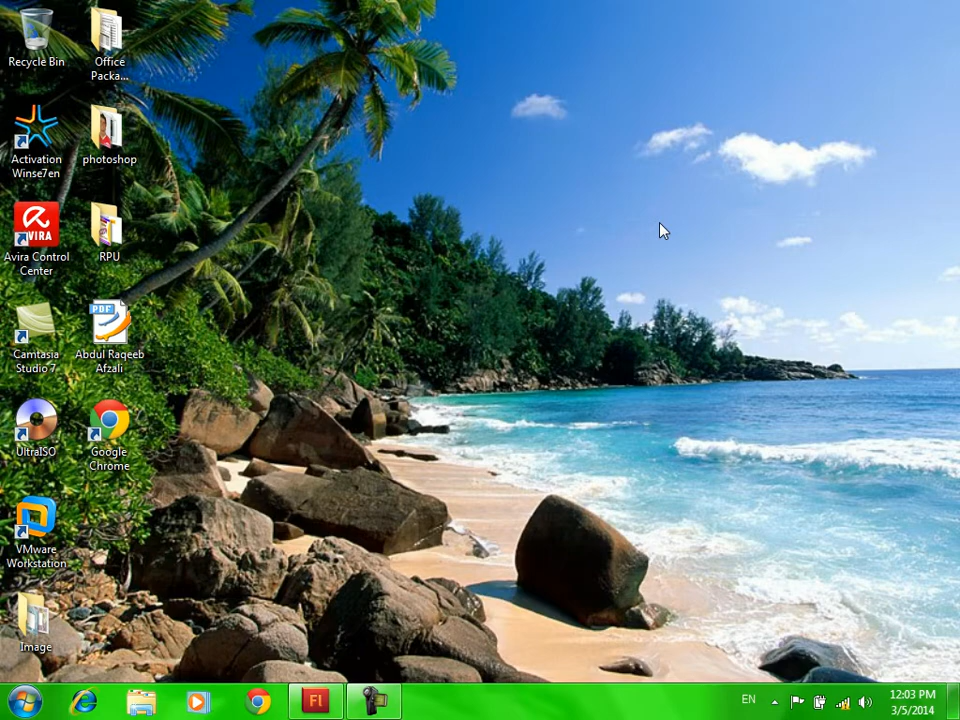 Recycle Bin
Office
Packa...
Activation
Winse7en
photoshop
AVIRA
Avira Control
Center
RPU
PDF
Camtasia
Studio 7
Abdul Raqeeb
Afzali
UltraISO
Google
Chrome
VMware
Workstation
Image
Fl
EN
12:03 PM
3/5/2014